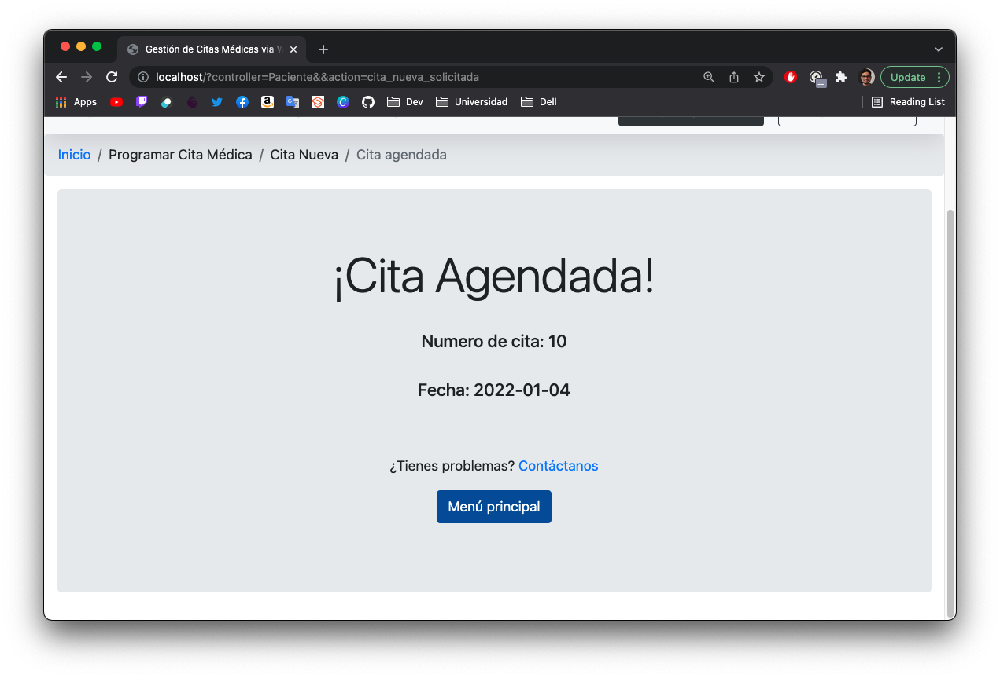 Gestión de Citas Médicas via W
localhost/?controller=Paciente&&action=cita_nueva_solicitada
Update
Apps
Dev
Universidad
Dell
Reading List
Inicio / Programar Cita Médica / Cita Nueva / Cita agendada
¡Cita Agendada!
Numero de cita: 10
Fecha: 2022-01-04
¿Tienes problemas? Contáctanos
Menú principal